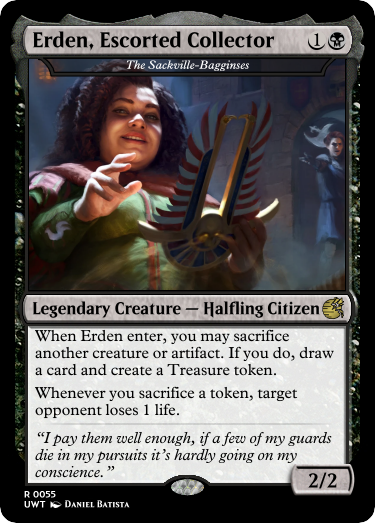 Erden, Escorted Collector 1
The Sackville-Bagginses
Legendary Creature — Halfling Citizen
When Erden enter, you may sacrifice
another creature or artifact. If you do, draw
a card and create a Treasure token.
Whenever you sacrifice a token, target
opponent loses 1 life.
“I pay them well enough, if a few of my guards
die in my pursuits it’s hardly going on my
conscience.”
2/2
R 0055
UWT Daniel Batista